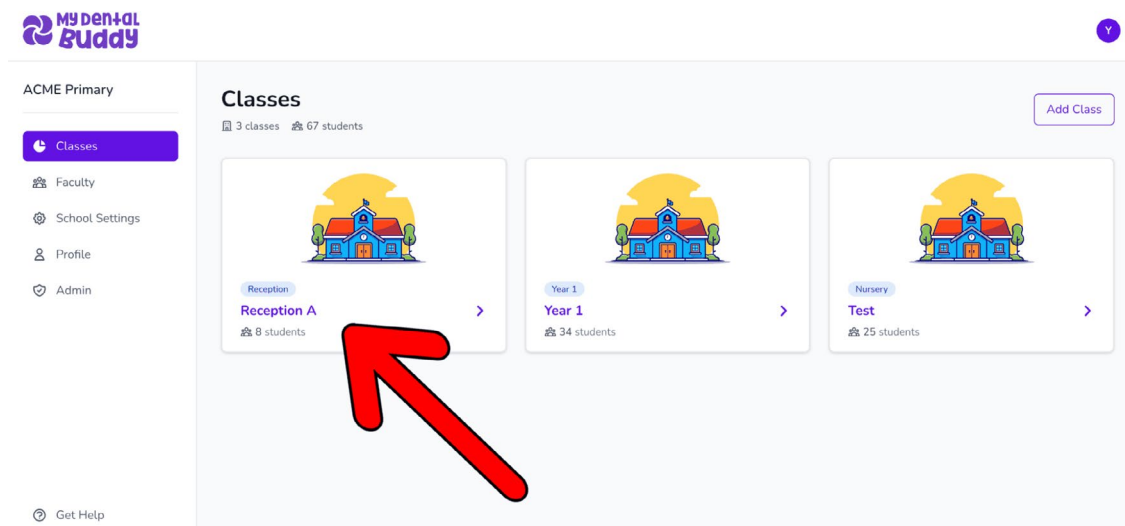 My Dental
Buddy
Y
ACME Primary
Classes
Faculty
School Settings
Profile
Admin
Get Help
Classes
3 classes 67 students
Add Class
Reception
Reception A
8 students
Year 1
Year 1
34 students
Nursery
Test
25 students